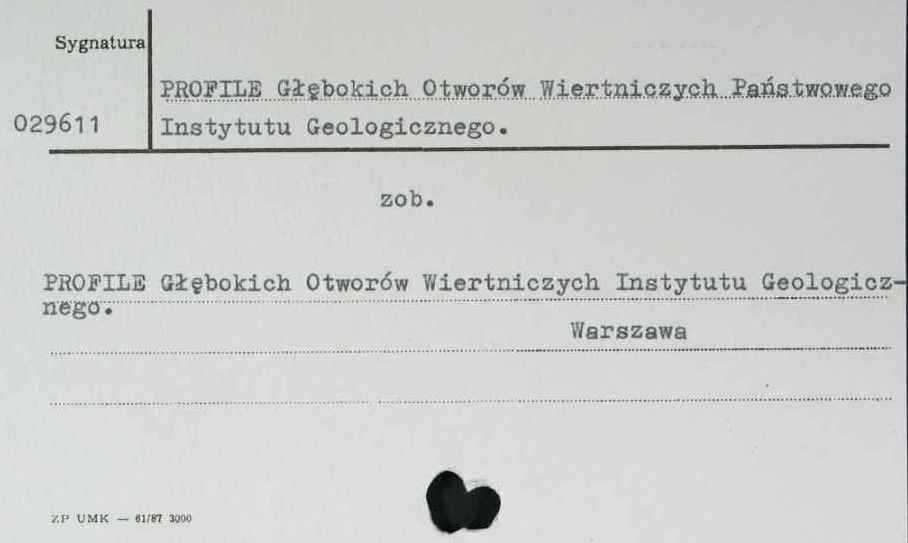 Sygnatura
PROFILE Głębokich Otworów Wiertniczych Państwowego
029611
Instytutu Geologicznego.
zob.
PROFILE Głębokich Otworów Wiertniczych Instytutu Geologicz-
nego.
Warszawa
ZP UMK — 61/87 3000